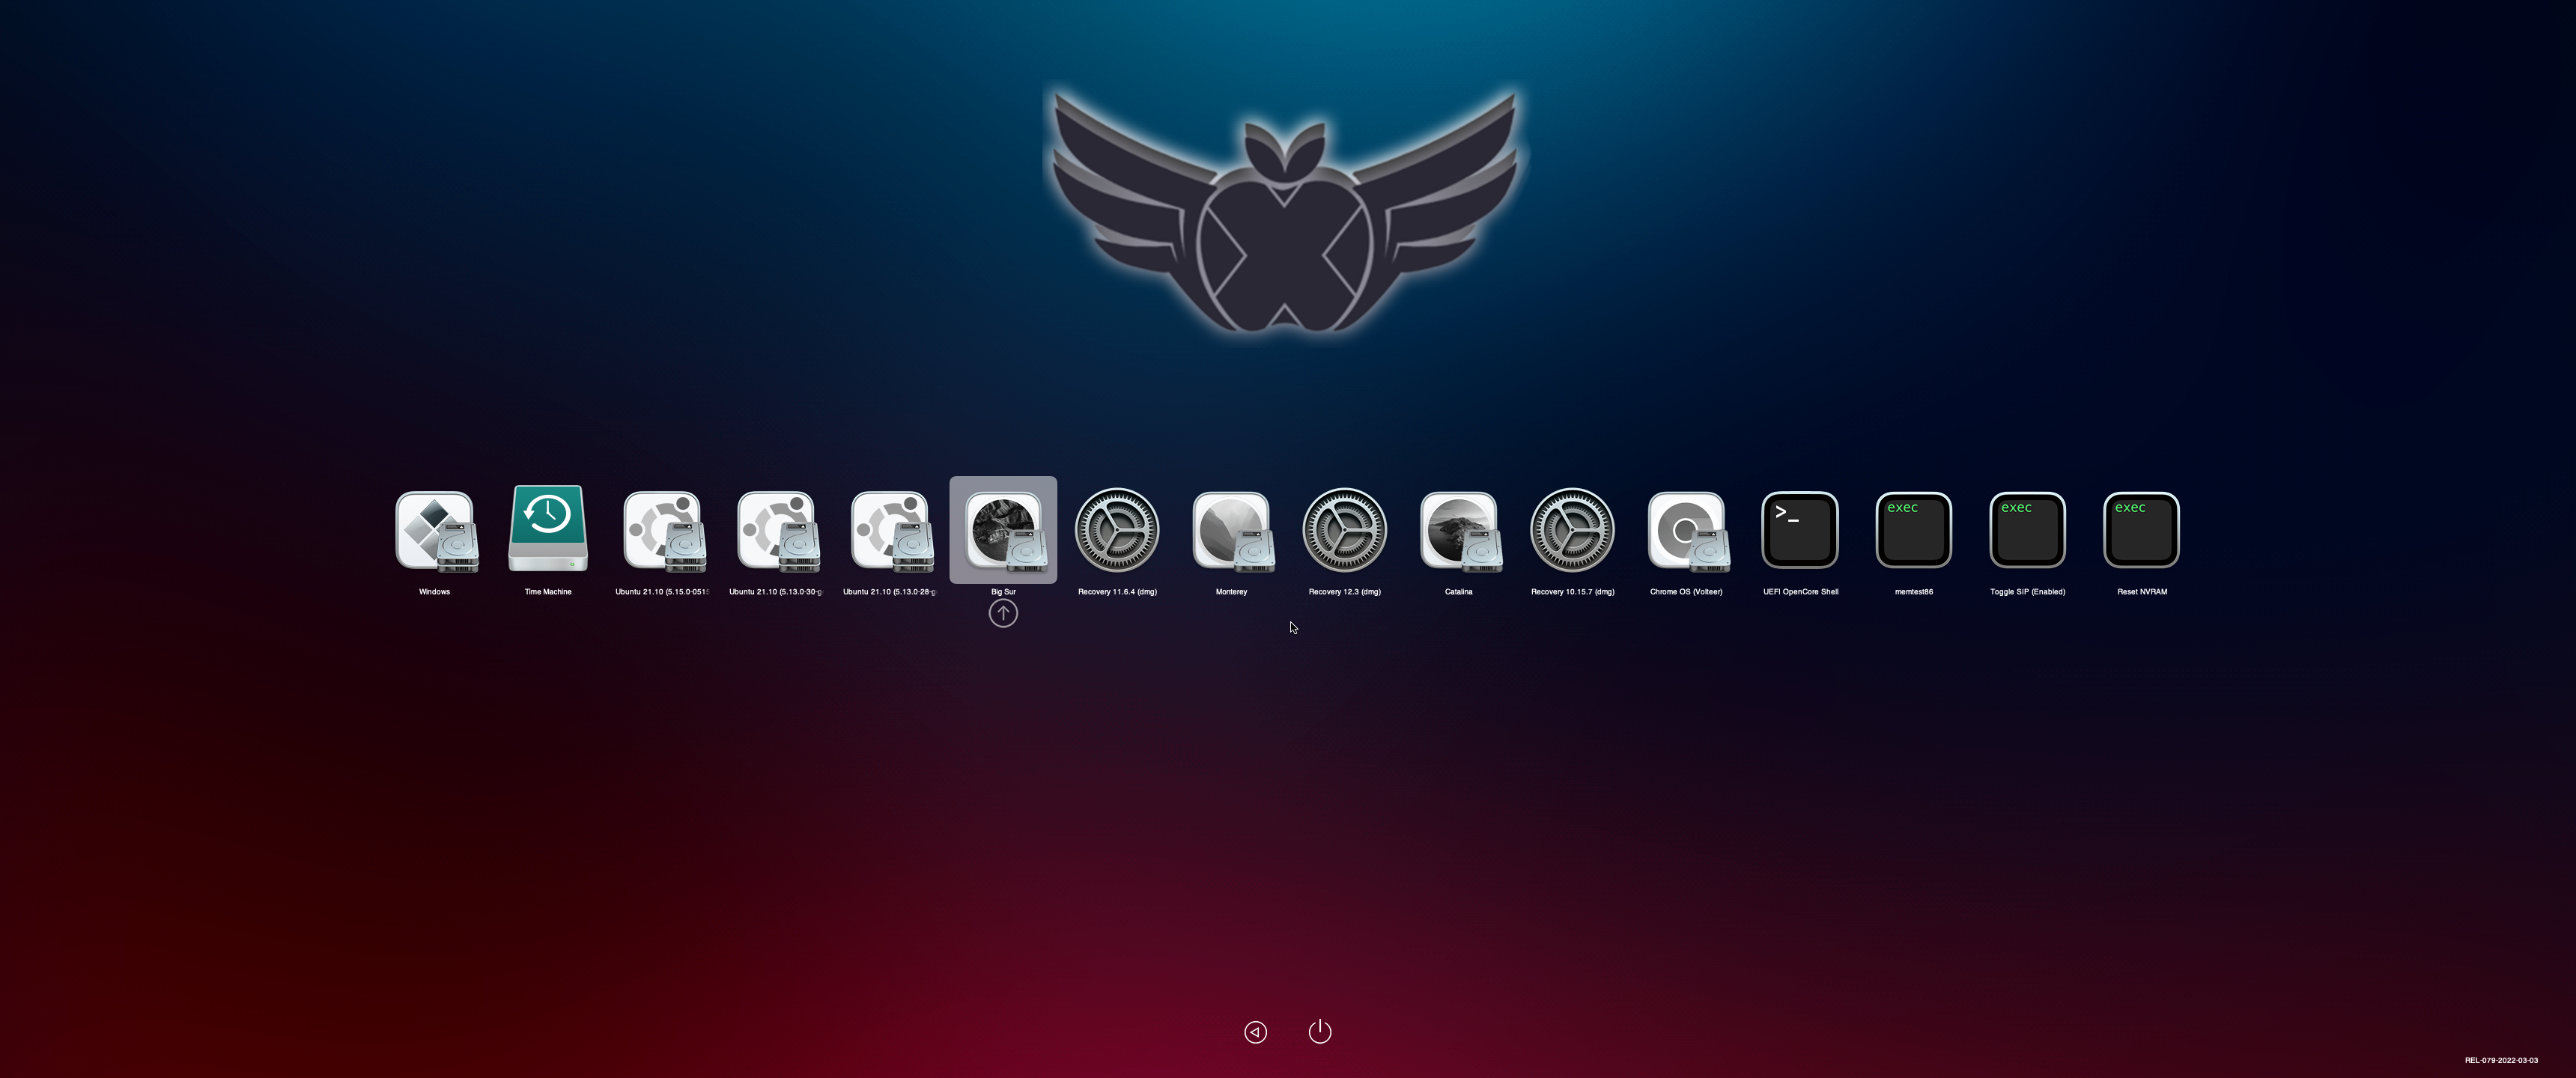 >_
exec
exec
exec
Windows
Time Machine
Ubuntu 21.10 (5.15.0-051
Ubuntu 21.10 (5.13.0-30-g
Ubuntu 21.10 (5.13.0-28-g
Big Sur
Recovery 11.6.4 (dmg)
Monterey
Recovery 12.3 (dmg)
Catalina
Recovery 10.15.7 (dmg)
Chrome OS (Volteer)
UEFI OpenCore Shell
memtest86
Toggle SIP (Enabled)
Reset NVRAM
REL-079-2022-03-03